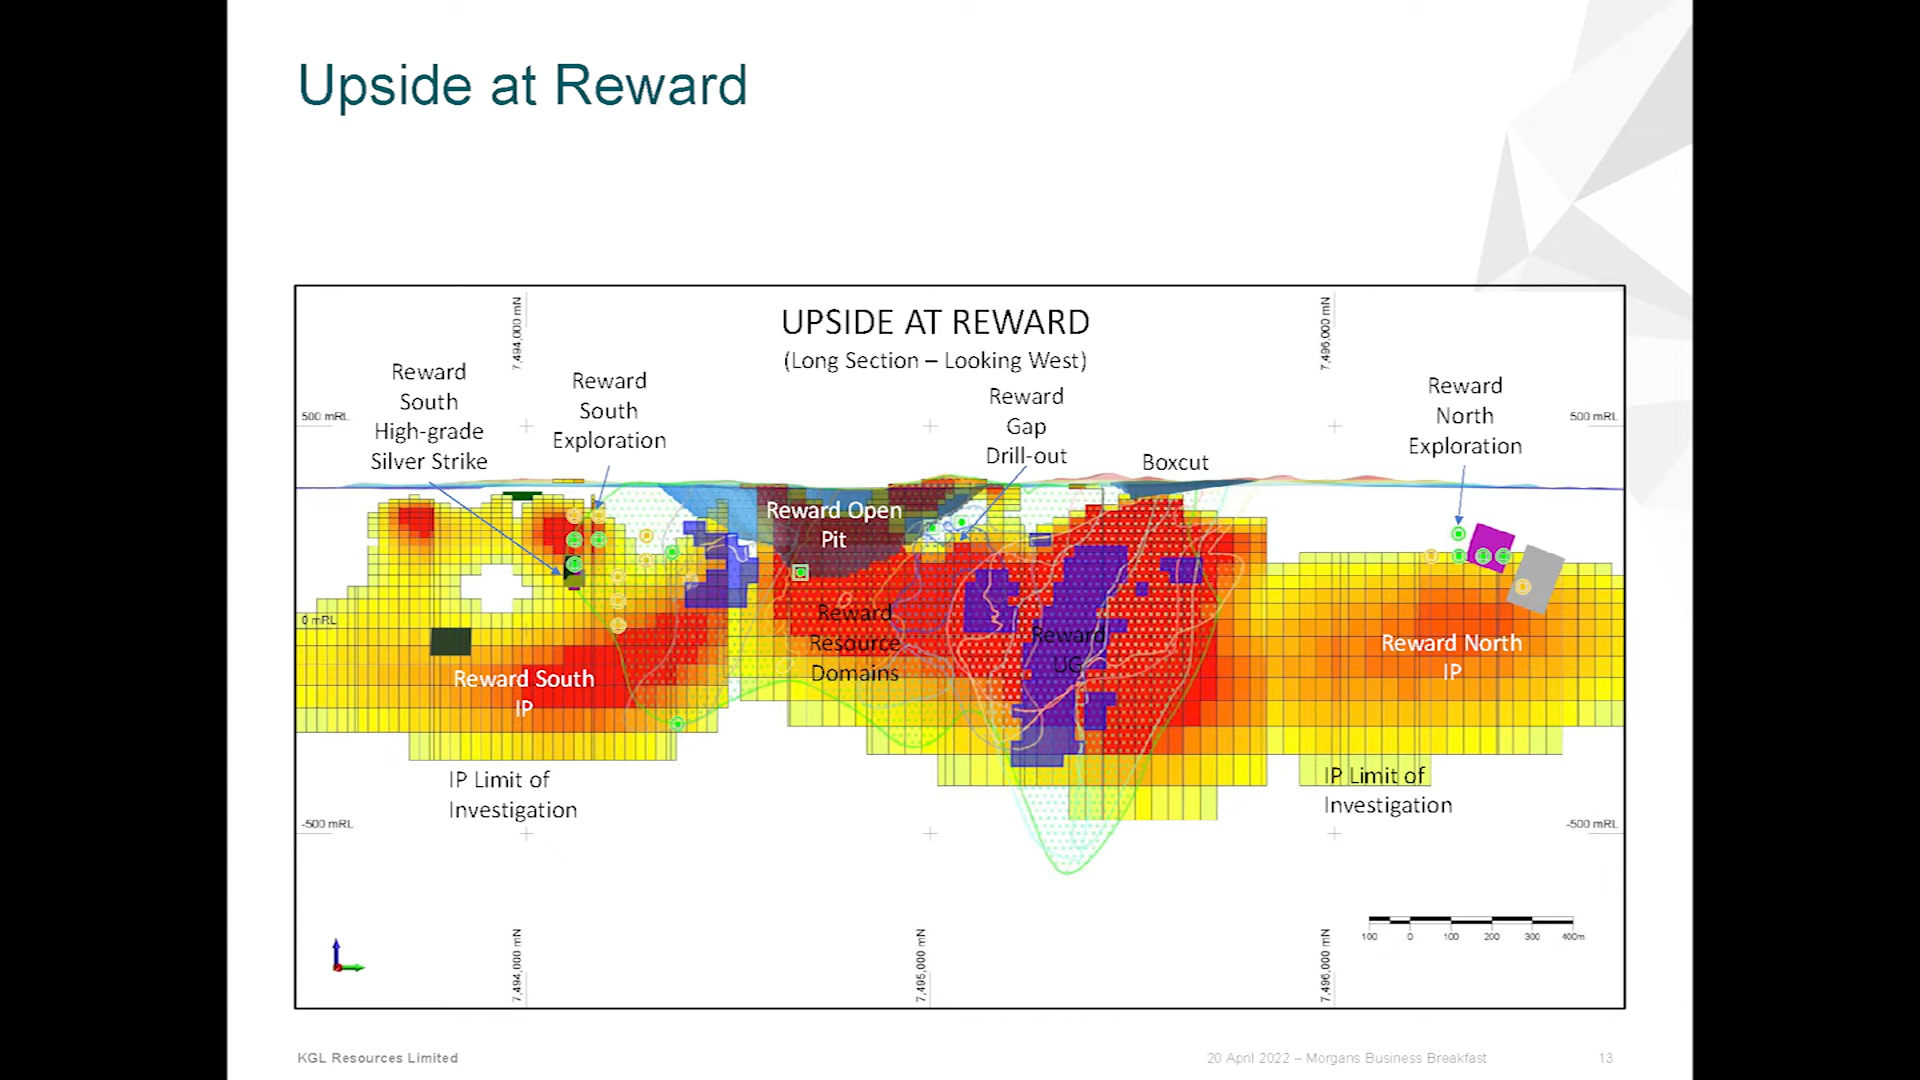 Upside at Reward
UPSIDE AT REWARD
(Long Section – Looking West)
7,494,000 mN
7,496,000 mN
Reward
South
High-grade
Silver Strike
Reward
South
Exploration
Reward
Gap
Drill-out
Boxcut
Reward
North
Exploration
500 mRL
500 mRL
Reward Open
Pit
0 mRL
Reward
Resource
Domains
Reward
UG
Reward South
IP
Reward North
IP
IP Limit of
Investigation
IP Limit of
Investigation
-500 mRL
-500 mRL
7,494,000 mN
7,495,000 mN
7,496,000 mN
100 0 100 200 300 400m
KGL Resources Limited
20 April 2022 – Morgans Business Breakfast
13